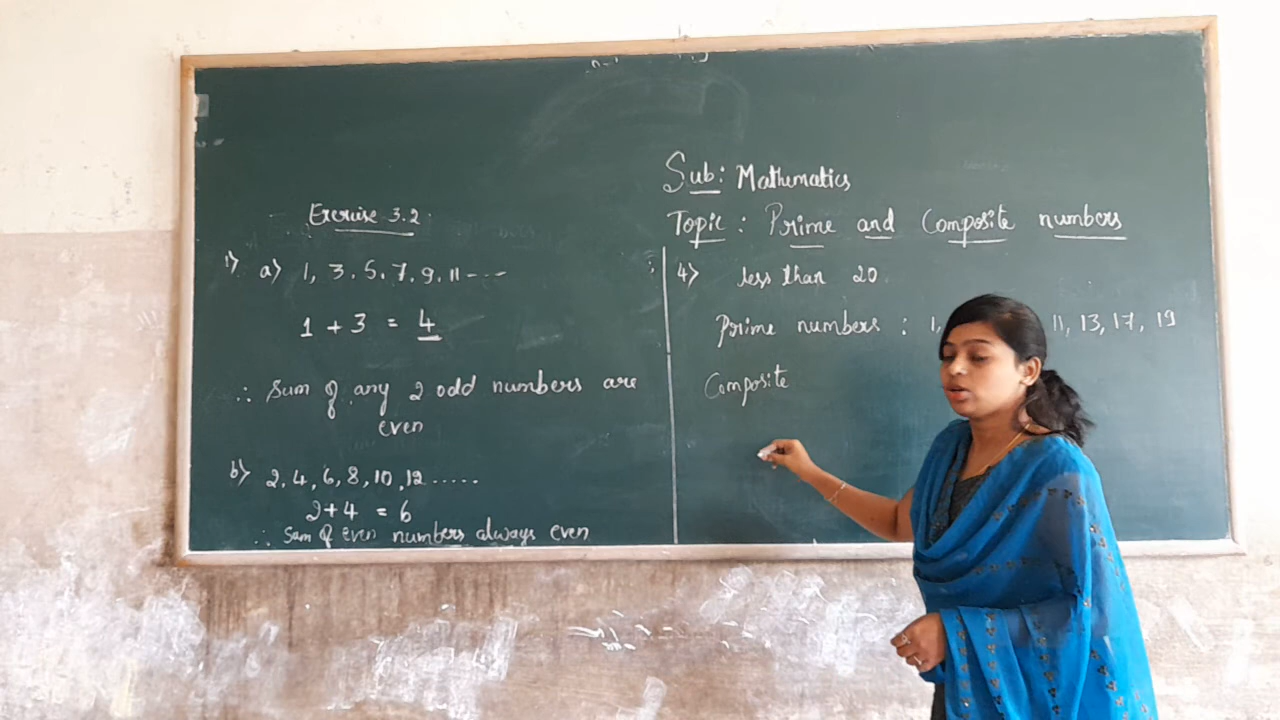 Exercise 3.2
1) a) 1, 3, 5, 7, 9, 11 ----
1 + 3 = 4
∴ Sum of any 2 odd numbers are
even
b) 2, 4, 6, 8, 10, 12 .....
2+4 = 6
∴ Sum of even numbers always even
Sub: Mathematics
Topic: Prime and Composite numbers
4) less than 20
Prime numbers : 1, 11, 13, 17, 19
Composite